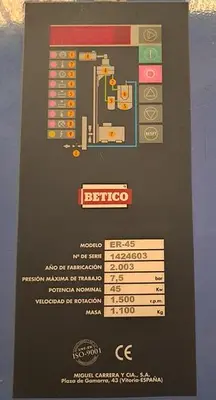 BETICO
MODELO ER-45
Nº DE SERIE 1424603
AÑO DE FABRICACIÓN 2.003
PRESIÓN MÁXIMA DE TRABAJO 7,5 bar
POTENCIA NOMINAL 45 Kw
VELOCIDAD DE ROTACIÓN 1.500 r.p.m.
MASA 1.100 Kg
ISO-9001
CE
MIGUEL CARRERA Y CIA., S.A.
Plaza de Gamarra, 43 (Vitoria-ESPAÑA)